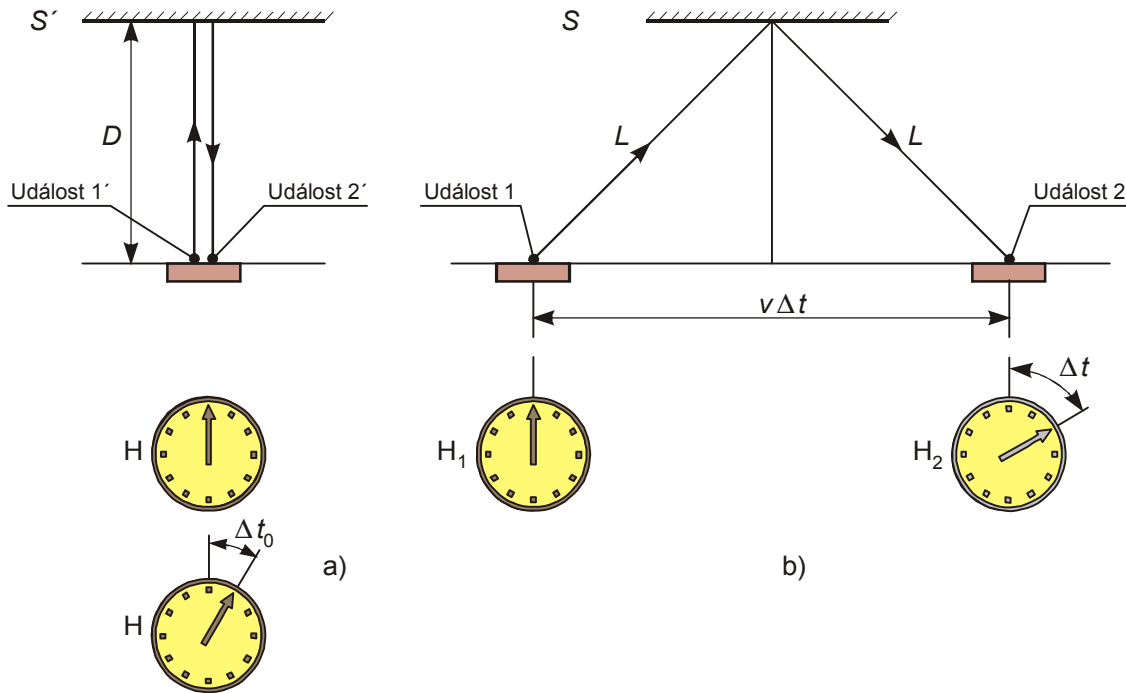 S´
D
Událost 1´
Událost 2´
H
Δt₀
H
a)
S
L
L
Událost 1
Událost 2
vΔt
Δt
H₁
H₂
b)